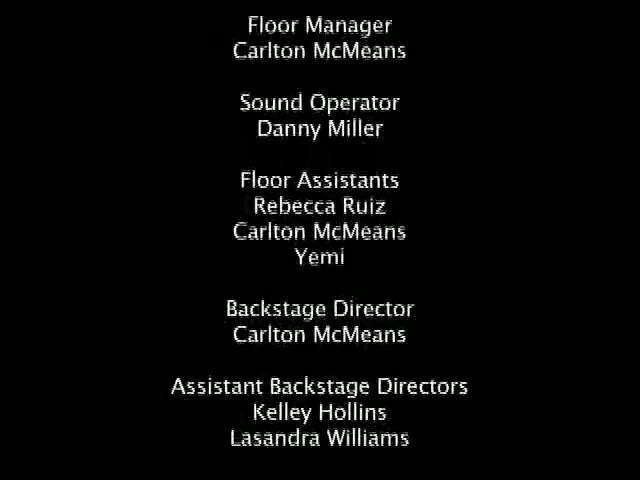 Floor Manager
Carlton McMeans
Sound Operator
Danny Miller
Floor Assistants
Rebecca Ruiz
Carlton McMeans
Yemi
Backstage Director
Carlton McMeans
Assistant Backstage Directors
Kelley Hollins
Lasandra Williams